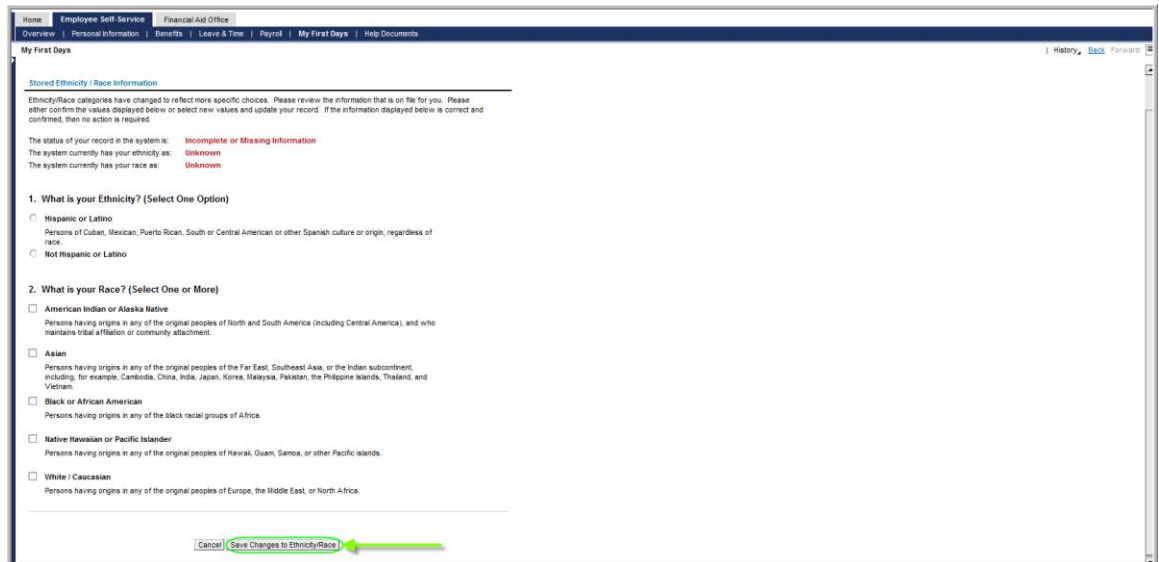 Home Employee Self-Service Financial Aid Office
Overview | Personal Information | Benefits | Leave & Time | Payroll | My First Days | Help Documents
My First Days | History Back Forward
Stored Ethnicity / Race Information
Ethnicity/Race categories have changed to reflect more specific choices. Please review the information that is on file for you. Please
either confirm the values displayed below or select new values and update your record. If the information displayed below is correct and
confirmed, then no action is required.
The status of your record in the system is: Incomplete or Missing Information
The system currently has your ethnicity as: Unknown
The system currently has your race as: Unknown
1. What is your Ethnicity? (Select One Option)
Hispanic or Latino
Persons of Cuban, Mexican, Puerto Rican, South or Central American or other Spanish culture or origin, regardless of
race.
Not Hispanic or Latino
2. What is your Race? (Select One or More)
American Indian or Alaska Native
Persons having origins in any of the original peoples of North and South America (including Central America), and who
maintains tribal affiliation or community attachment.
Asian
Persons having origins in any of the original peoples of the Far East, Southeast Asia, or the Indian subcontinent,
including, for example, Cambodia, China, India, Japan, Korea, Malaysia, Pakistan, the Philippine Islands, Thailand, and
Vietnam.
Black or African American
Persons having origins in any of the black racial groups of Africa.
Native Hawaiian or Pacific Islander
Persons having origins in any of the original peoples of Hawaii, Guam, Samoa, or other Pacific islands.
White / Caucasian
Persons having origins in any of the original peoples of Europe, the Middle East, or North Africa.
Cancel Save Changes to Ethnicity/Race